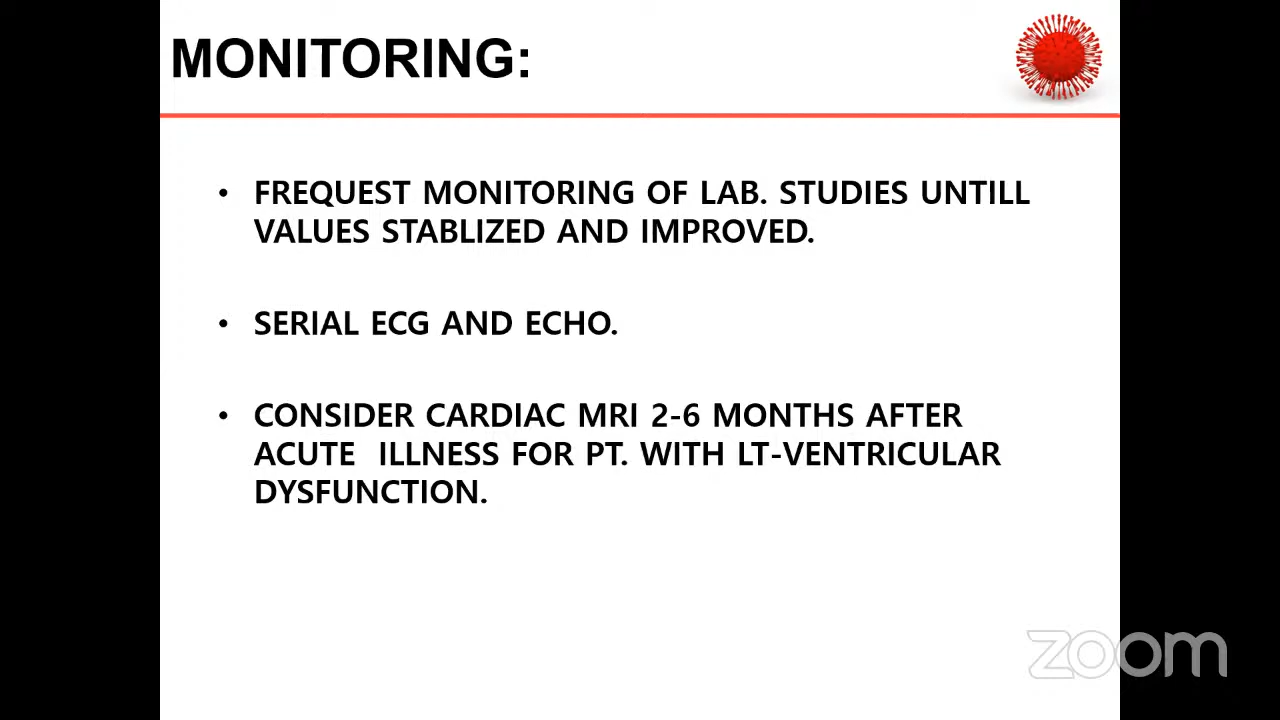 MONITORING:
• FREQUEST MONITORING OF LAB. STUDIES UNTILL
VALUES STABLIZED AND IMPROVED.
• SERIAL ECG AND ECHO.
• CONSIDER CARDIAC MRI 2-6 MONTHS AFTER
ACUTE  ILLNESS FOR PT. WITH LT-VENTRICULAR
DYSFUNCTION.
zoom